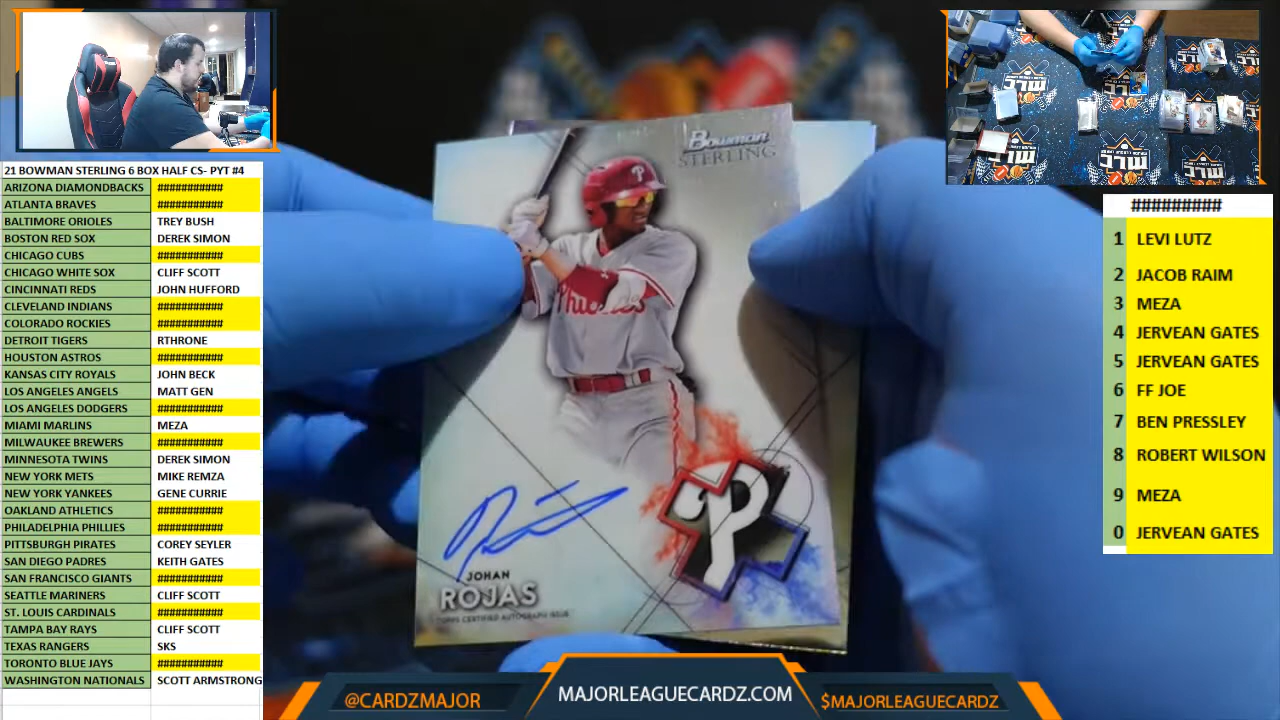 21 BOWMAN STERLING 6 BOX HALF CS- PYT #4
ARIZONA DIAMONDBACKS ###########
ATLANTA BRAVES ###########
BALTIMORE ORIOLES TREY BUSH
BOSTON RED SOX DEREK SIMON
CHICAGO CUBS ###########
CHICAGO WHITE SOX CLIFF SCOTT
CINCINNATI REDS JOHN HUFFORD
CLEVELAND INDIANS ###########
COLORADO ROCKIES ###########
DETROIT TIGERS RTHRONE
HOUSTON ASTROS ###########
KANSAS CITY ROYALS JOHN BECK
LOS ANGELES ANGELS MATT GEN
LOS ANGELES DODGERS ###########
MIAMI MARLINS MEZA
MILWAUKEE BREWERS ###########
MINNESOTA TWINS DEREK SIMON
NEW YORK METS MIKE REMZA
NEW YORK YANKEES GENE CURRIE
OAKLAND ATHLETICS ###########
PHILADELPHIA PHILLIES ###########
PITTSBURGH PIRATES COREY SEYLER
SAN DIEGO PADRES KEITH GATES
SAN FRANCISCO GIANTS ###########
SEATTLE MARINERS CLIFF SCOTT
ST. LOUIS CARDINALS ###########
TAMPA BAY RAYS CLIFF SCOTT
TEXAS RANGERS SKS
TORONTO BLUE JAYS ###########
WASHINGTON NATIONALS SCOTT ARMSTRONG
BOWMAN
STERLING
P
Phillies
P
JOHAN
ROJAS
TOPPS CERTIFIED AUTOGRAPH ISSUE
#########
1 LEVI LUTZ
2 JACOB RAIM
3 MEZA
4 JERVEAN GATES
5 JERVEAN GATES
6 FF JOE
7 BEN PRESSLEY
8 ROBERT WILSON
9 MEZA
0 JERVEAN GATES
@CARDZMAJOR
MAJORLEAGUECARDZ.COM
$MAJORLEAGUECARDZ